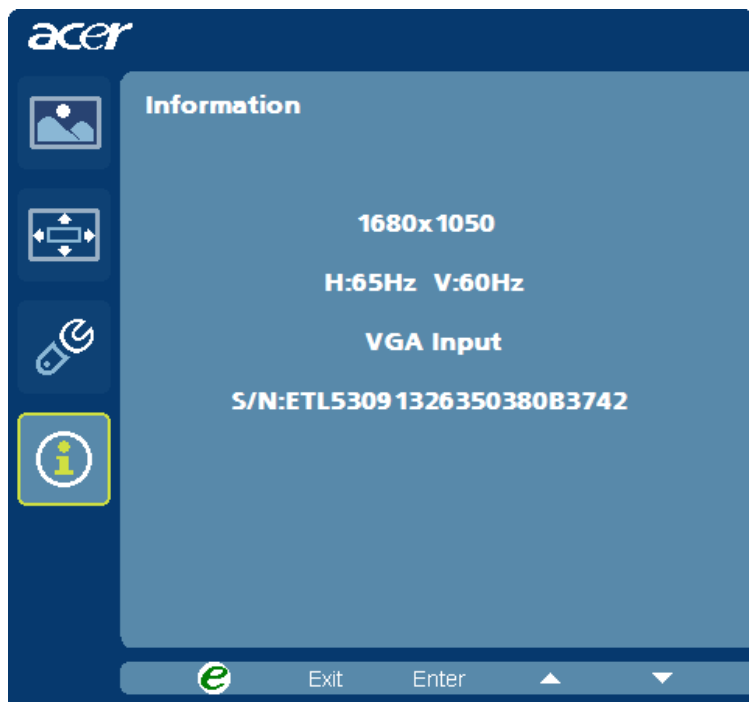 acer
Information
1680x1050
H:65Hz V:60Hz
VGA Input
S/N:ETL53091326350380B3742
e Exit Enter